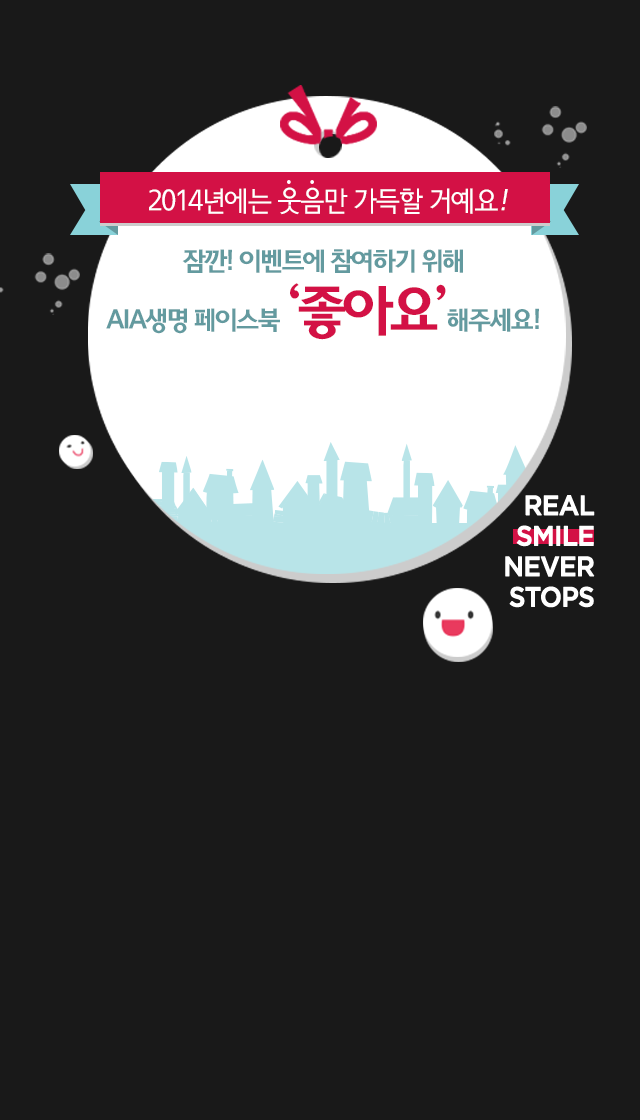 2014년에는 웃음만 가득할 거예요!
잠깐! 이벤트에 참여하기 위해
AIA생명 페이스북 ‘좋아요’ 해주세요!
REAL
SMILE
NEVER
STOPS